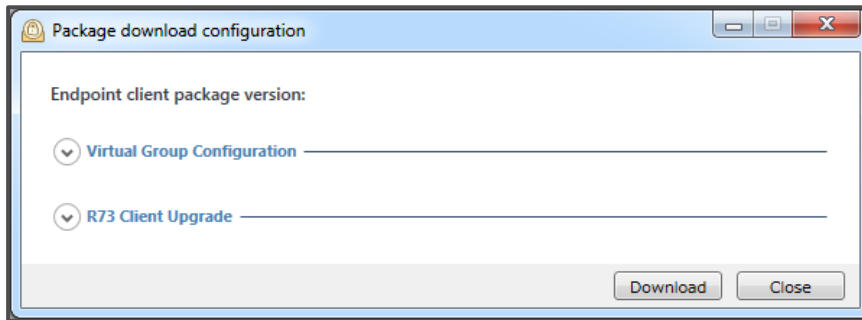 Package download configuration
Endpoint client package version:
Virtual Group Configuration
R73 Client Upgrade
Download Close